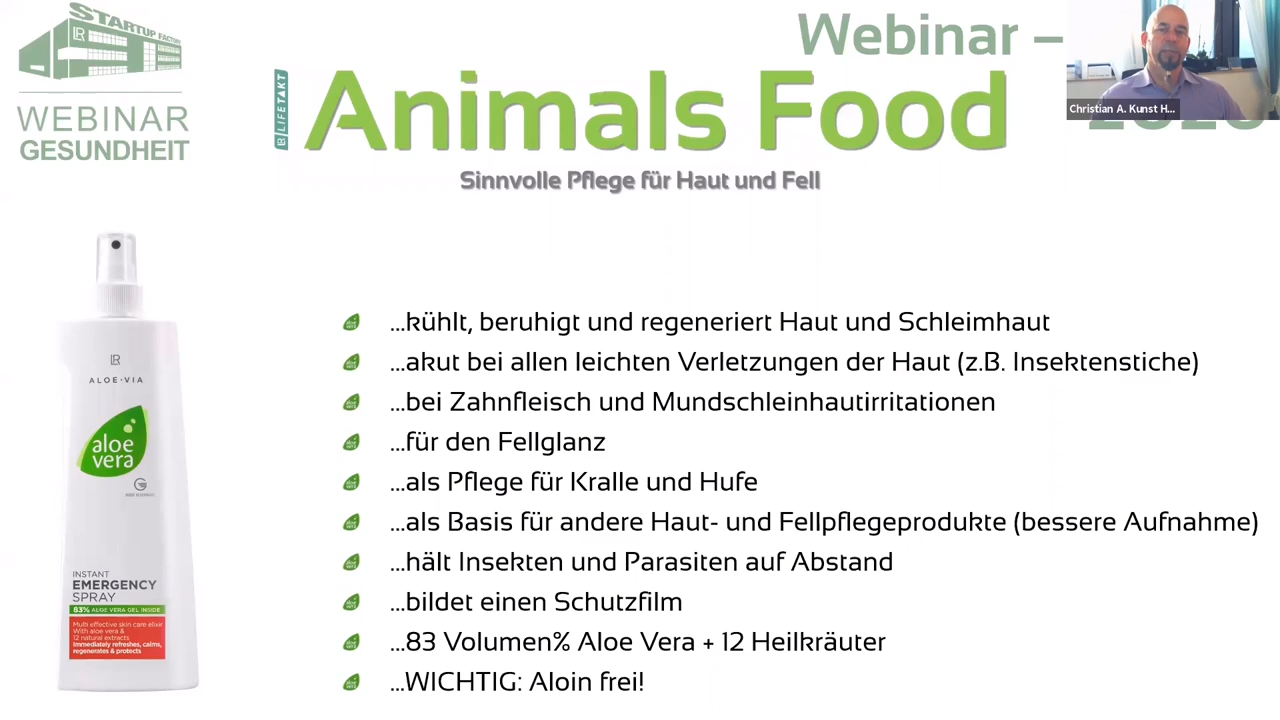 STARTUP FACTORY
LR
WEBINAR
GESUNDHEIT
Webinar –
LR LIFETAKT
Animals Food
Sinnvolle Pflege für Haut und Fell
Christian A. Kunst H...
...kühlt, beruhigt und regeneriert Haut und Schleimhaut
...akut bei allen leichten Verletzungen der Haut (z.B. Insektenstiche)
...bei Zahnfleisch und Mundschleinhautirritationen
...für den Fellglanz
...als Pflege für Kralle und Hufe
...als Basis für andere Haut- und Fellpflegeprodukte (bessere Aufnahme)
...hält Insekten und Parasiten auf Abstand
...bildet einen Schutzfilm
...83 Volumen% Aloe Vera + 12 Heilkräuter
...WICHTIG: Aloin frei!
LR
ALOE•VIA
aloe
vera
INSTANT
EMERGENCY
SPRAY
83% ALOE VERA GEL INSIDE
Multi effective skin care elixir
With aloe vera &
12 natural extracts
Immediately refreshes, calms,
regenerates & protects